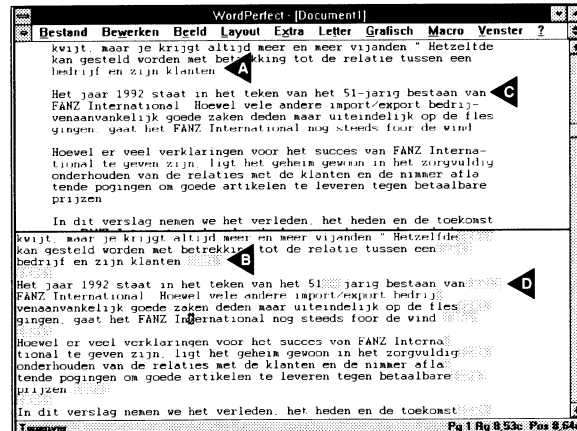 WordPerfect - [Document1]
Bestand Bewerken Beeld Layout Extra Letter Grafisch Macro Venster ?
kwijt, maar je krijgt altijd meer en meer vijanden " Hetzelfde
kan gesteld worden met betrekking tot de relatie tussen een
bedrijf en zijn klanten A
Het jaar 1992 staat in het teken van het 51-jarig bestaan van C
FANZ International Hoewel vele andere import/export bedrij-
venaanvankelijk goede zaken deden maar uiteindelijk op de fles
gingen, gaat het FANZ International nog steeds foor de wind
Hoewel er veel verklaringen voor het succes van FANZ Interna-
tional te geven zijn, ligt het geheim gewoon in het zorgvuldig
onderhouden van de relaties met de klanten en de nimmer afla
tende pogingen om goede artikelen te leveren tegen betaalbare
prijzen
In dit verslag nemen we het verleden, het heden en de toekomst
kwijt, maar je krijgt altijd meer en meer vijanden " Hetzelfde
kan gesteld worden met betrekking tot de relatie tussen een
bedrijf en zijn klanten B
Het jaar 1992 staat in het teken van het 51 jarig bestaan van D
FANZ International Hoewel vele andere import/export bedrij
venaanvankelijk goede zaken deden maar uiteindelijk op de fles
gingen, gaat het FANZ International nog steeds foor de wind
Hoewel er veel verklaringen voor het succes van FANZ Interna
tional te geven zijn, ligt het geheim gewoon in het zorgvuldig
onderhouden van de relaties met de klanten en de nimmer afla
tende pogingen om goede artikelen te leveren tegen betaalbare
prijzen
In dit verslag nemen we het verleden, het heden en de toekomst
Pg 1 Rg 8,53c Pos 8,64c